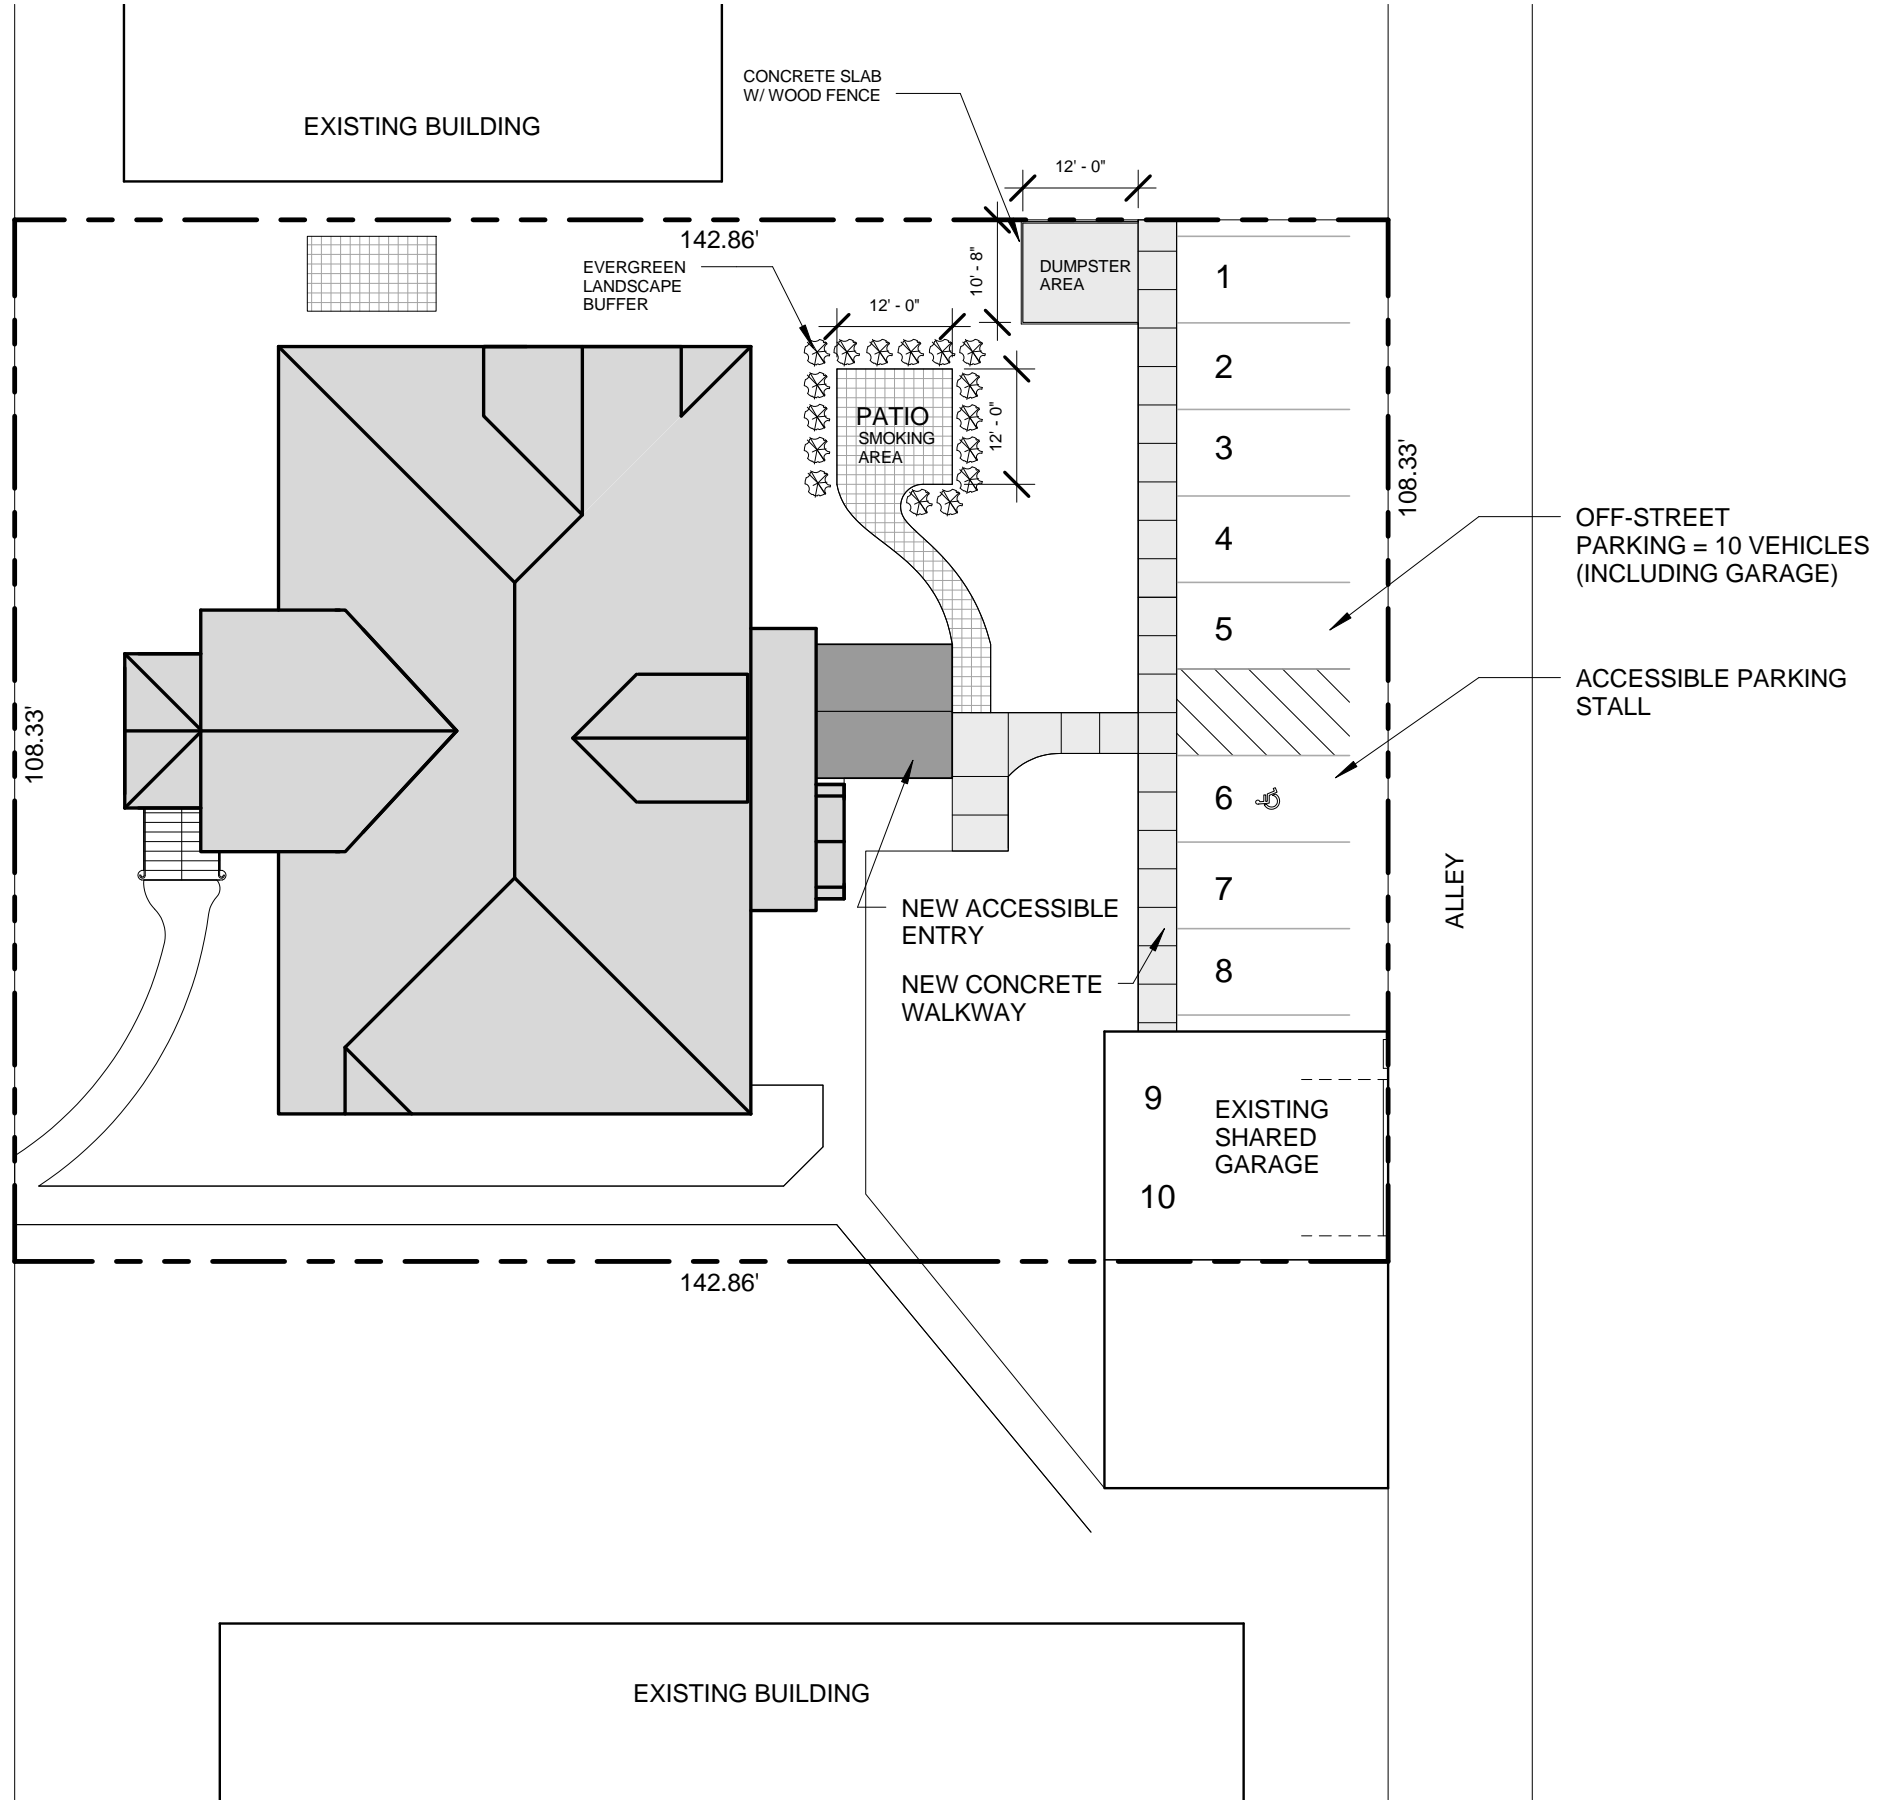 CONCRETE SLAB
W/ WOOD FENCE
EXISTING BUILDING
12' - 0"
142.86'
EVERGREEN
LANDSCAPE
BUFFER
12' - 0"
10' - 8"
DUMPSTER
AREA
1
2
PATIO
SMOKING
AREA
12' - 0"
3
108.33'
4
OFF-STREET
PARKING = 10 VEHICLES
(INCLUDING GARAGE)
5
ACCESSIBLE PARKING
STALL
108.33'
6
7
ALLEY
NEW ACCESSIBLE
ENTRY
8
NEW CONCRETE
WALKWAY
9
EXISTING
SHARED
GARAGE
10
142.86'
EXISTING BUILDING